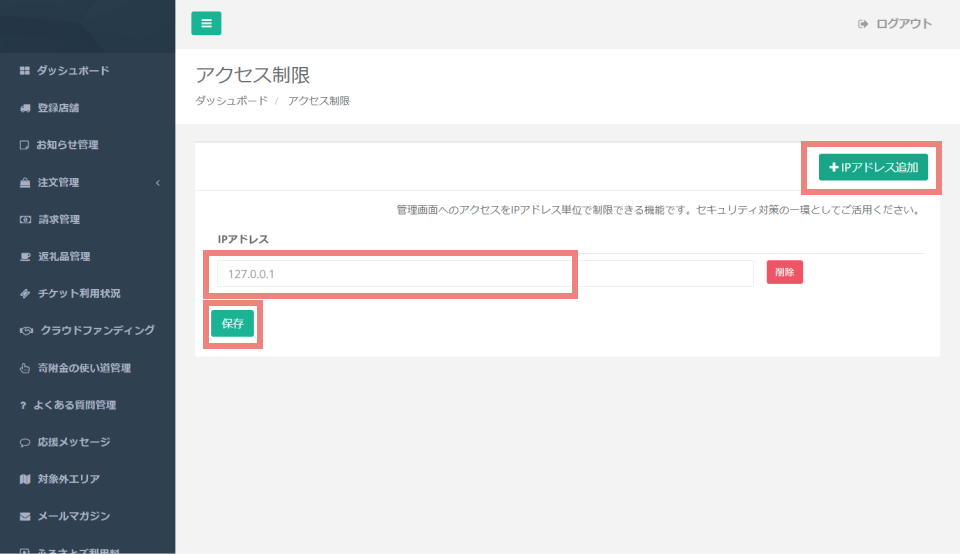 ログアウト
ダッシュボード
登録店舗
お知らせ管理
注文管理
請求管理
返礼品管理
チケット利用状況
クラウドファンディング
寄附金の使い道管理
? よくある質問管理
応援メッセージ
対象外エリア
メールマガジン
アクセス制限
ダッシュボード / アクセス制限
+IPアドレス追加
管理画面へのアクセスをIPアドレス単位で制限できる機能です。セキュリティ対策の一環としてご活用ください。
IPアドレス
127.0.0.1
削除
保存